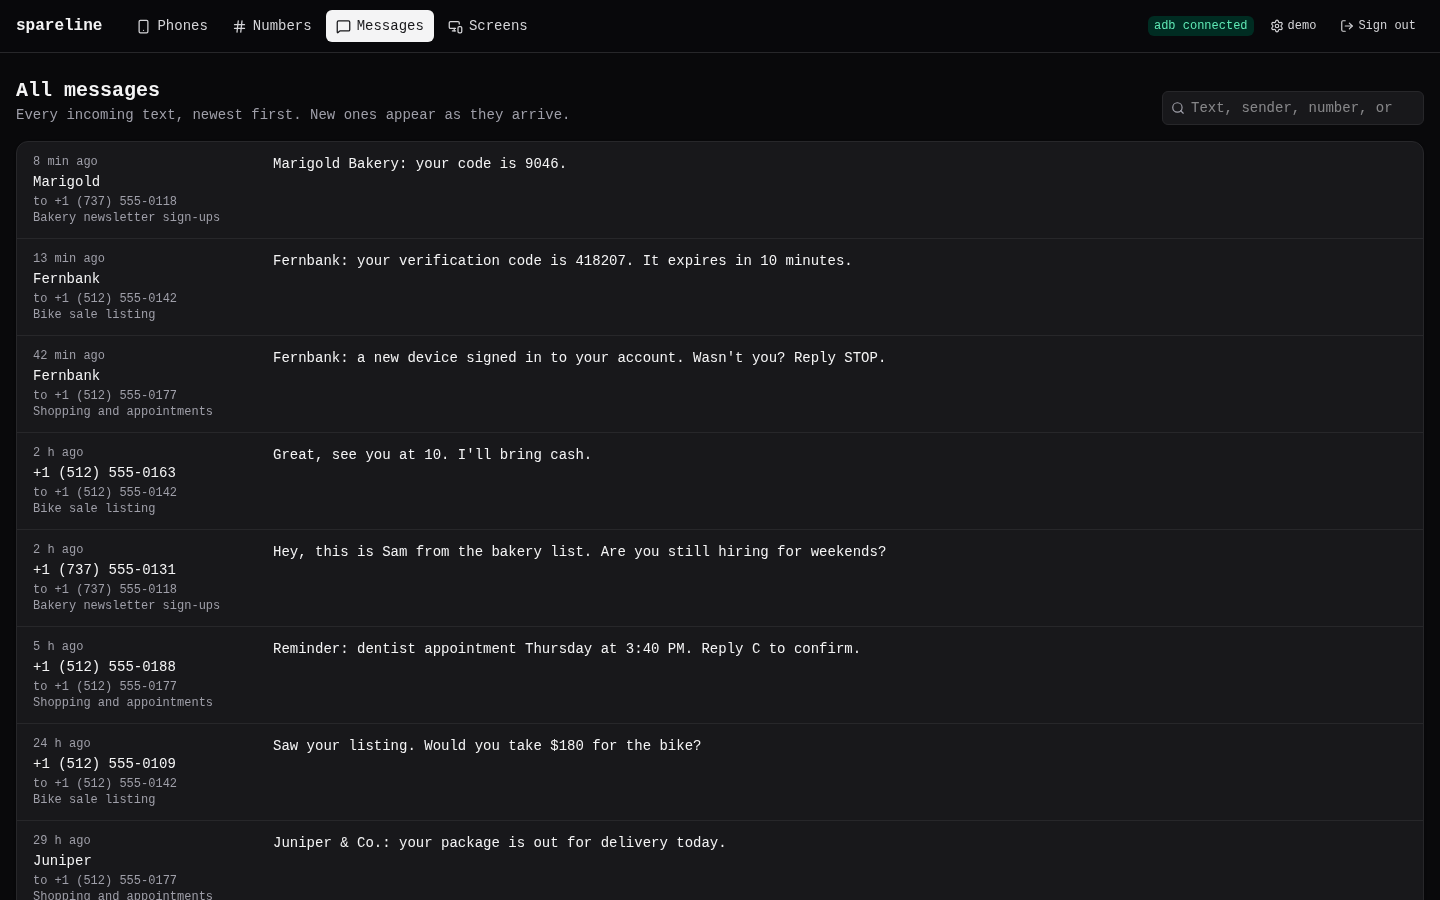 spareline
Phones
Numbers
Messages
Screens
adb connected
demo
Sign out
All messages
Every incoming text, newest first. New ones appear as they arrive.
Text, sender, number, or
8 min ago
Marigold
to +1 (737) 555-0118
Bakery newsletter sign-ups
Marigold Bakery: your code is 9046.
13 min ago
Fernbank
to +1 (512) 555-0142
Bike sale listing
Fernbank: your verification code is 418207. It expires in 10 minutes.
42 min ago
Fernbank
to +1 (512) 555-0177
Shopping and appointments
Fernbank: a new device signed in to your account. Wasn't you? Reply STOP.
2 h ago
+1 (512) 555-0163
to +1 (512) 555-0142
Bike sale listing
Great, see you at 10. I'll bring cash.
2 h ago
+1 (737) 555-0131
to +1 (737) 555-0118
Bakery newsletter sign-ups
Hey, this is Sam from the bakery list. Are you still hiring for weekends?
5 h ago
+1 (512) 555-0188
to +1 (512) 555-0177
Shopping and appointments
Reminder: dentist appointment Thursday at 3:40 PM. Reply C to confirm.
24 h ago
+1 (512) 555-0109
to +1 (512) 555-0142
Bike sale listing
Saw your listing. Would you take $180 for the bike?
29 h ago
Juniper
to +1 (512) 555-0177
Shopping and appointments
Juniper & Co.: your package is out for delivery today.